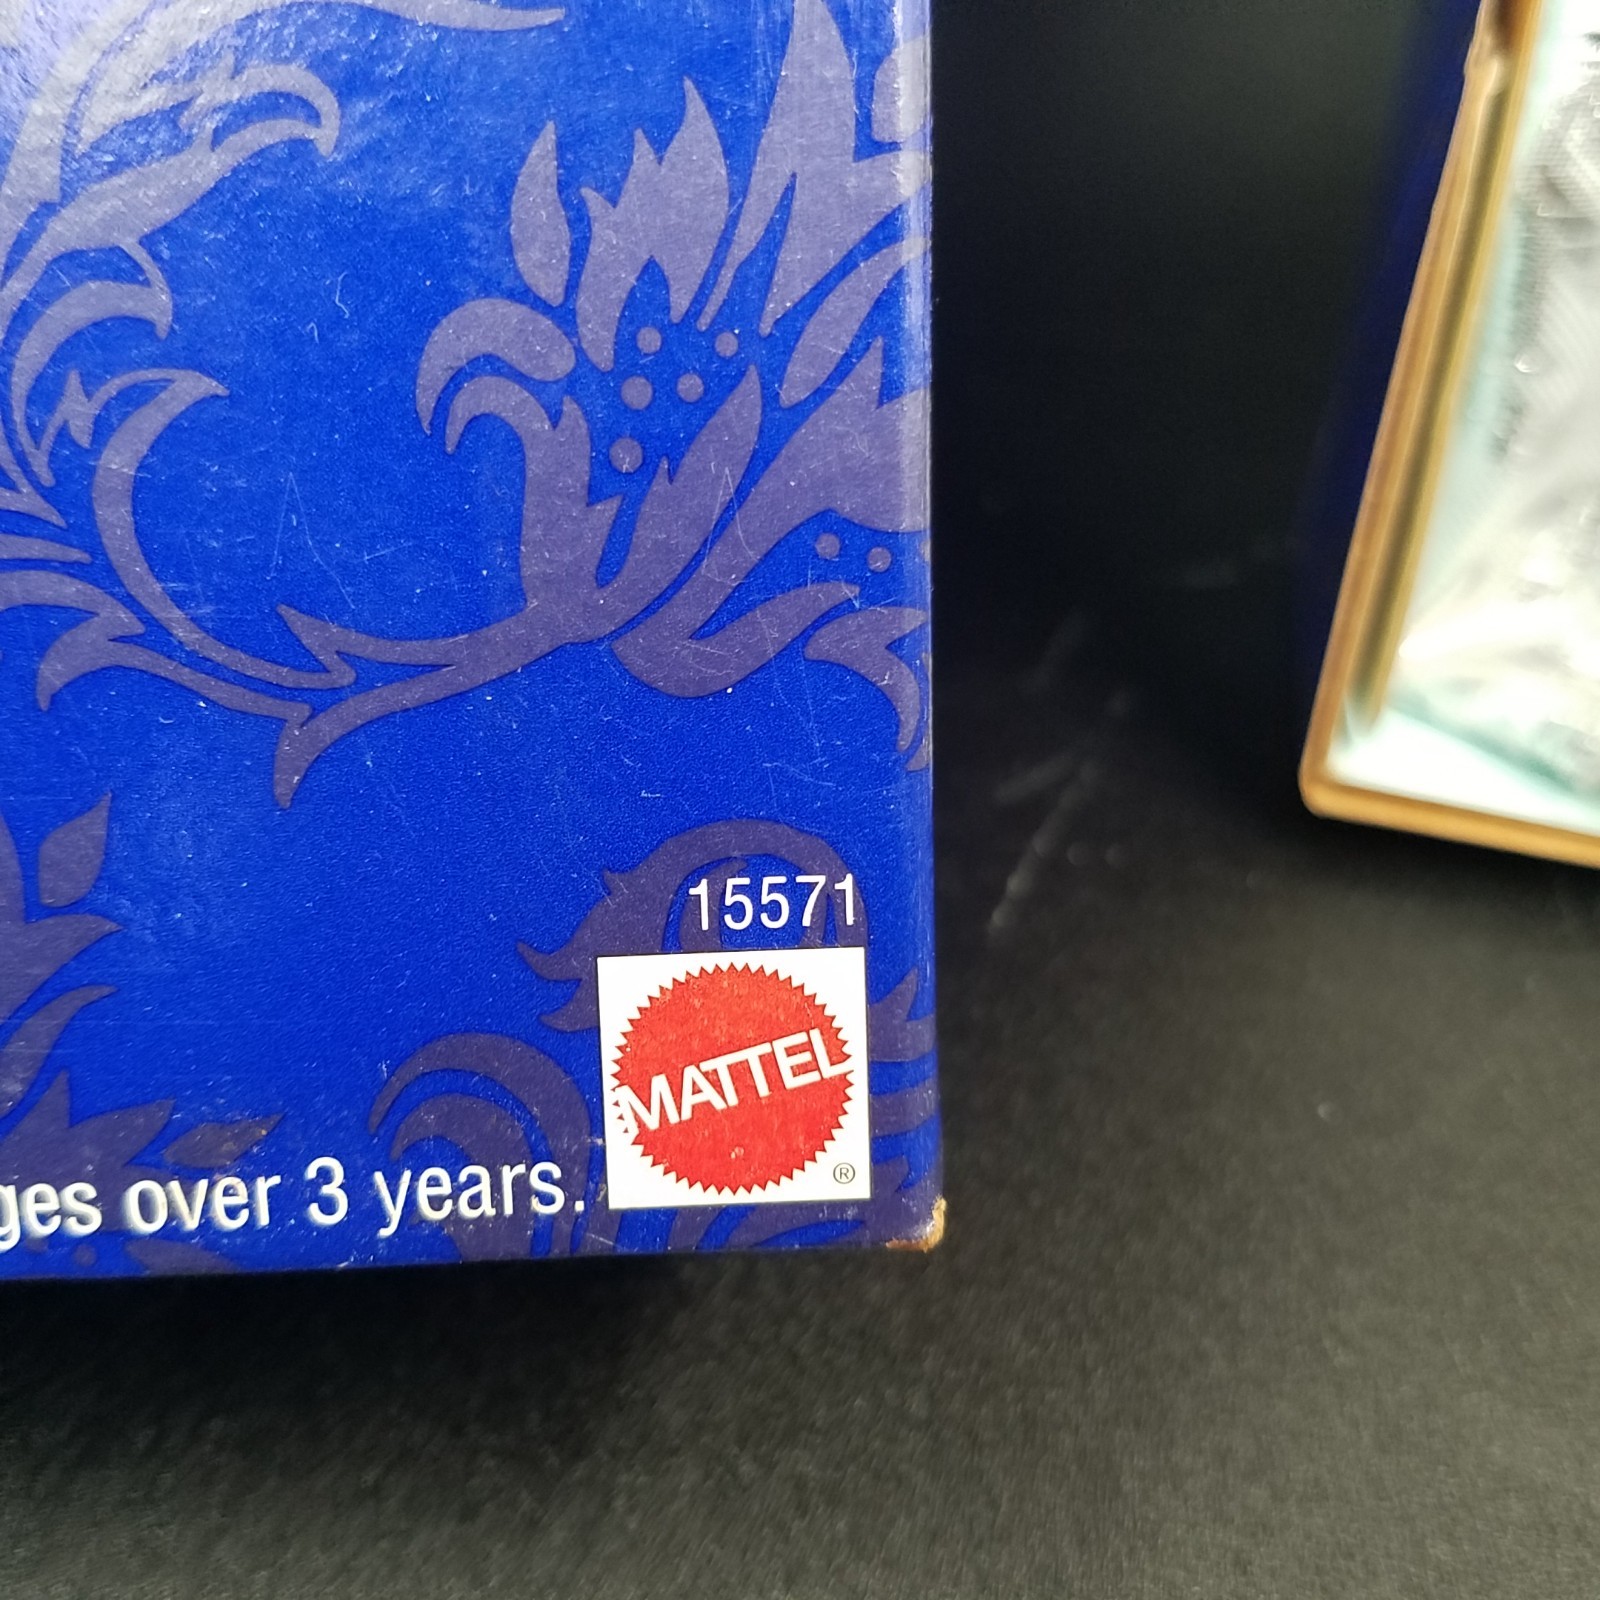 15571
MATTEL
®
ges over 3 years.